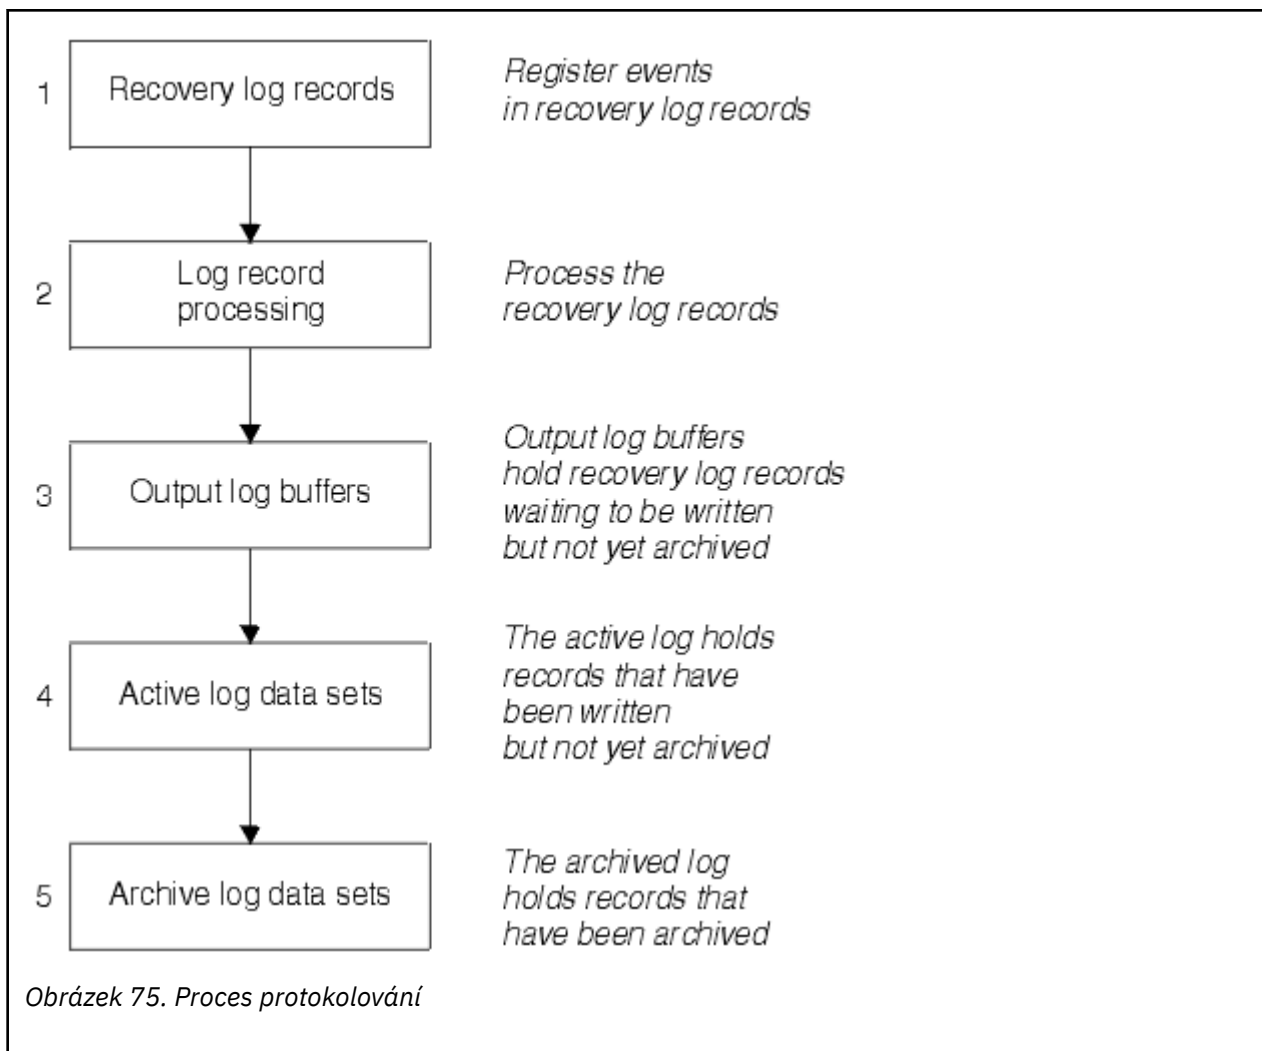 1
Recovery log records
Register events
in recovery log records
2
Log record
processing
Process the
recovery log records
3
Output log buffers
Output log buffers
hold recovery log records
waiting to be written
but not yet archived
4
Active log data sets
The active log holds
records that have
been written
but not yet archived
5
Archive log data sets
The archived log
holds records that
have been archived
Obrázek 75. Proces protokolování